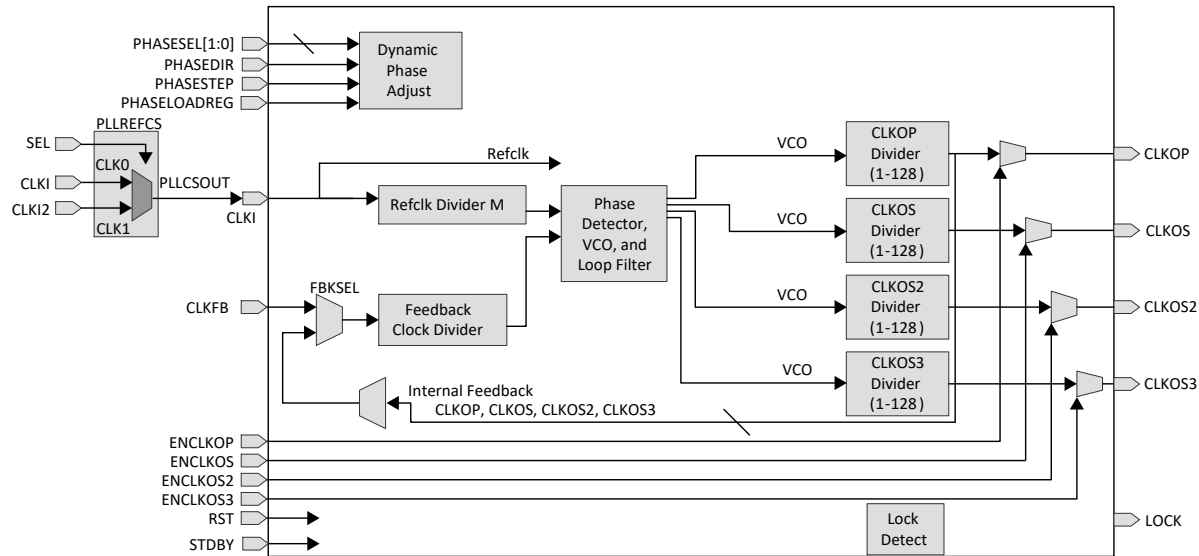 PHASESEL[1:0]
PHASEDIR
PHASESTEP
PHASELOADREG
Dynamic
Phase
Adjust
PLLREFCS
SEL
CLK0
CLKI
CLKI2
CLK1
PLLCSOUT
CLKI
Refclk
Refclk Divider M
Phase
Detector,
VCO, and
Loop Filter
VCO
CLKOP
Divider
(1-128)
CLKOP
VCO
CLKOS
Divider
(1-128)
CLKOS
CLKFB
FBKSEL
Feedback
Clock Divider
VCO
CLKOS2
Divider
(1-128)
CLKOS2
VCO
CLKOS3
Divider
(1-128)
CLKOS3
Internal Feedback
CLKOP, CLKOS, CLKOS2, CLKOS3
ENCLKOP
ENCLKOS
ENCLKOS2
ENCLKOS3
RST
STDBY
Lock
Detect
LOCK